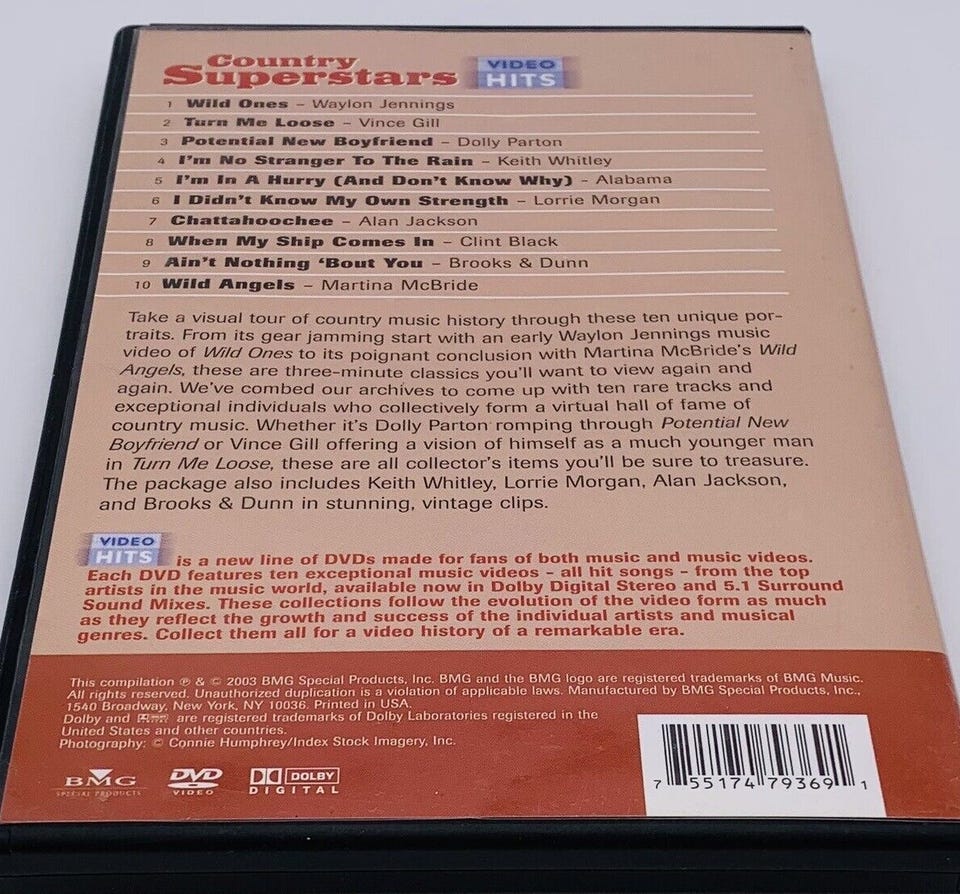 Country
Superstars
VIDEO
HITS
1 Wild Ones – Waylon Jennings
2 Turn Me Loose – Vince Gill
3 Potential New Boyfriend – Dolly Parton
4 I'm No Stranger To The Rain – Keith Whitley
5 I'm In A Hurry (And Don't Know Why) – Alabama
6 I Didn't Know My Own Strength – Lorrie Morgan
7 Chattahoochee – Alan Jackson
8 When My Ship Comes In – Clint Black
9 Ain't Nothing 'Bout You – Brooks & Dunn
10 Wild Angels – Martina McBride
Take a visual tour of country music history through these ten unique por-
traits. From its gear jamming start with an early Waylon Jennings music
video of Wild Ones to its poignant conclusion with Martina McBride's Wild
Angels, these are three-minute classics you'll want to view again and
again. We've combed our archives to come up with ten rare tracks and
exceptional individuals who collectively form a virtual hall of fame of
country music. Whether it's Dolly Parton romping through Potential New
Boyfriend or Vince Gill offering a vision of himself as a much younger man
in Turn Me Loose, these are all collector's items you'll be sure to treasure.
The package also includes Keith Whitley, Lorrie Morgan, Alan Jackson,
and Brooks & Dunn in stunning, vintage clips.
VIDEO
HITS is a new line of DVDs made for fans of both music and music videos.
Each DVD features ten exceptional music videos - all hit songs - from the top
artists in the music world, available now in Dolby Digital Stereo and 5.1 Surround
Sound Mixes. These collections follow the evolution of the video form as much
as they reflect the growth and success of the individual artists and musical
genres. Collect them all for a video history of a remarkable era.
This compilation ℗ & © 2003 BMG Special Products, Inc. BMG and the BMG logo are registered trademarks of BMG Music.
All rights reserved. Unauthorized duplication is a violation of applicable laws. Manufactured by BMG Special Products, Inc.,
1540 Broadway, New York, NY 10036. Printed in USA.
Dolby and are registered trademarks of Dolby Laboratories registered in the
United States and other countries.
Photography: © Connie Humphrey/Index Stock Imagery, Inc.
BMG
SPECIAL PRODUCTS
DVD
VIDEO
DOLBY
DIGITAL
7 55174 79369 1